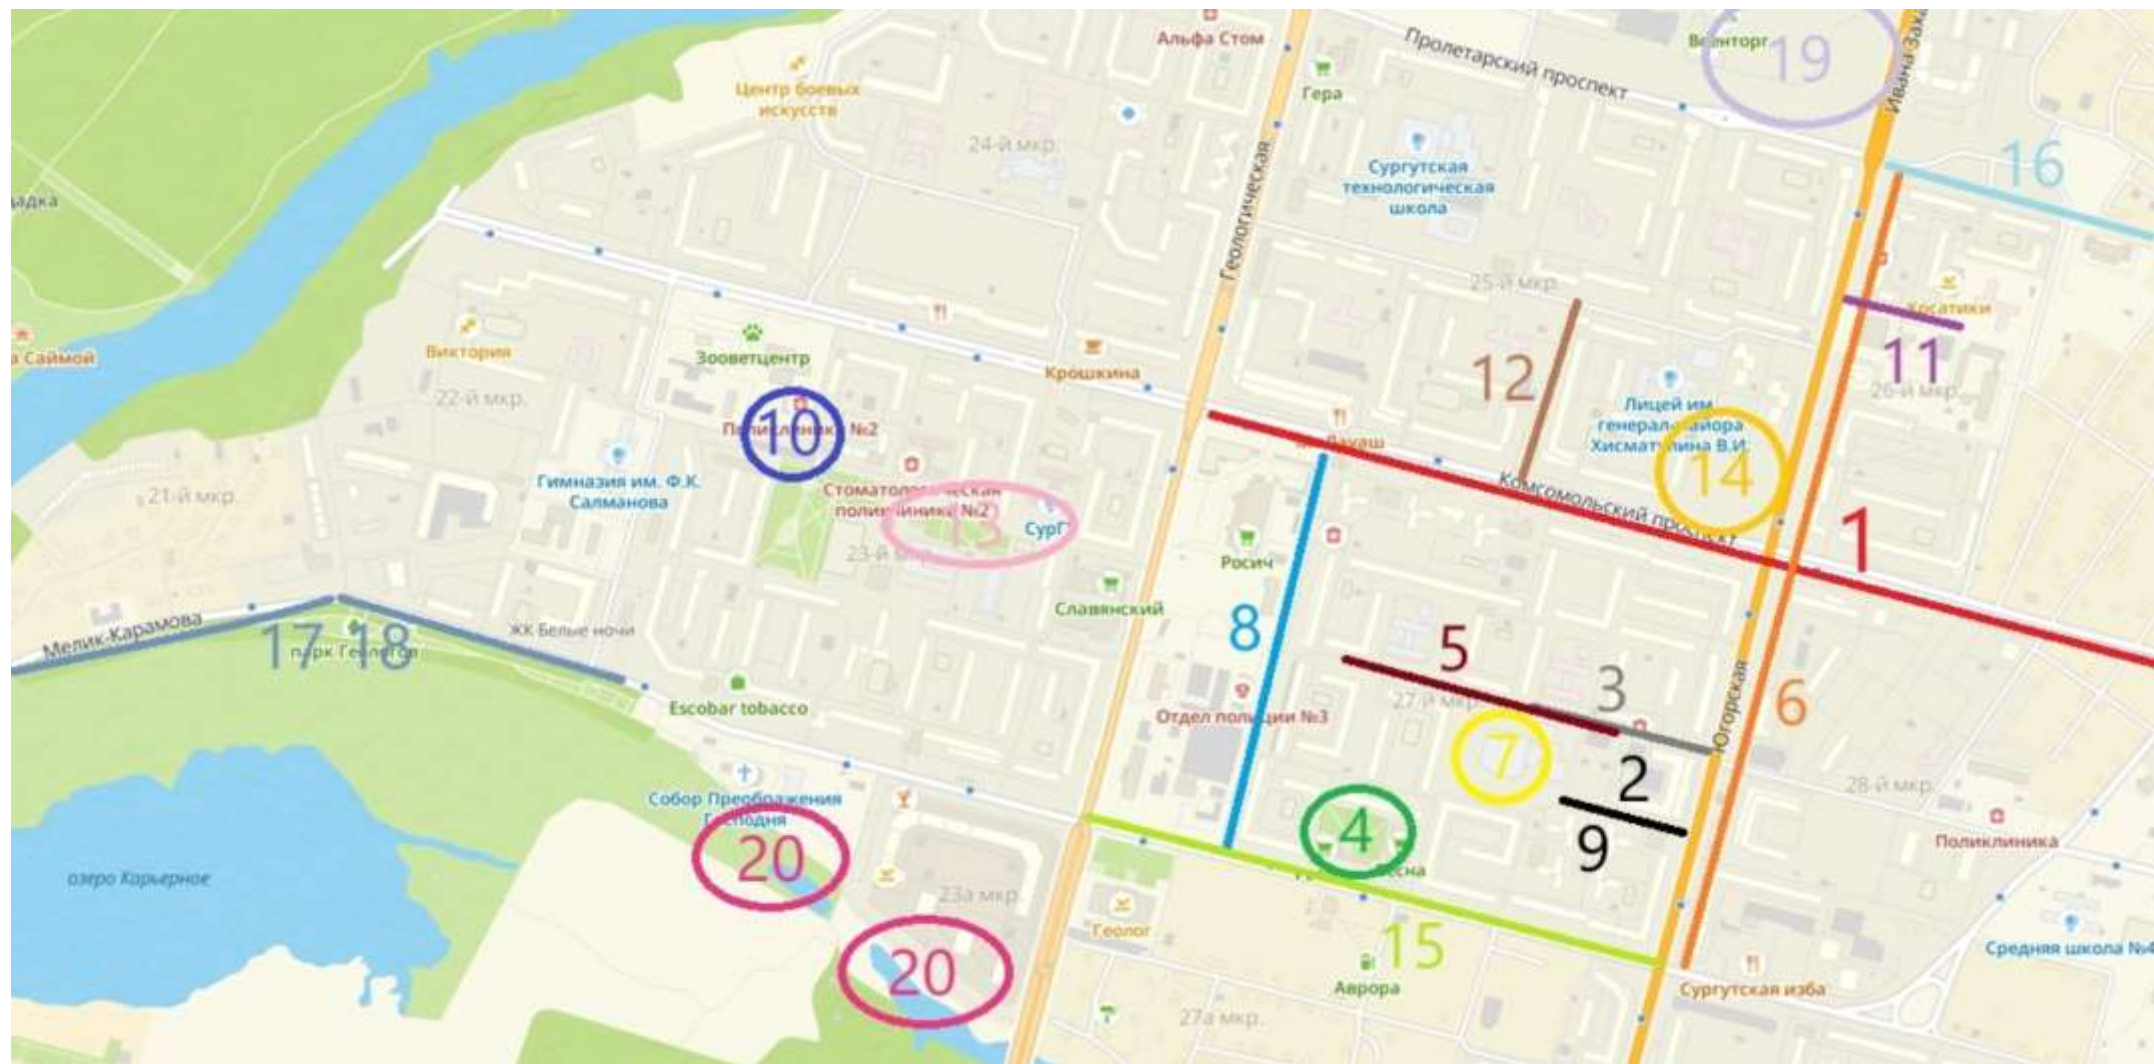 Альфа Стом
Пролетарский проспект
Военторг
19
Ивана Заха
Центр боевых
искусств
Гера
24-й мкр.
Сургутская
технологическая
школа
16
Геологическая
ощадка
а Саймой
25-й мкр.
11
26-й мкр.
12
Виктория
Зооветцентр
Крошкина
22-й мкр.
10
Лицей им
генерал-майора
Хисматулина В.И.
14
Комсомольский проспект
1
21-й мкр.
Гимназия им. Ф.К.
Салманова
Стоматологическая
поликлиника №2
13
СурГ
23-й мкр.
Росич
Славянский
8
5
3
6
Мелик-Карамова
17 18
ЖК Белые ночи
Escobar tobacco
Отдел полиции №3
27-й мкр.
7
Югорская
2
9
28-й мкр.
Поликлиника
Собор Преображения
Господня
20
4
озеро Карьерное
23а мкр.
Геолог
20
15
Аврора
27а мкр.
Сургутская изба
Средняя школа №4